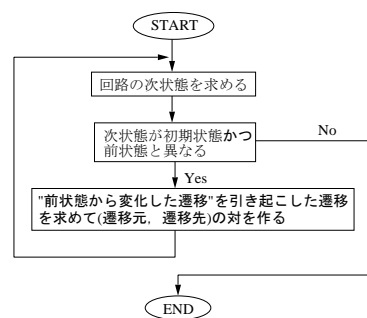 START
回路の次状態を求める
次状態が初期状態かつ
前状態と異なる
No
Yes
"前状態から変化した遷移"を引き起こした遷移
を求めて(遷移元, 遷移先)の対を作る
END